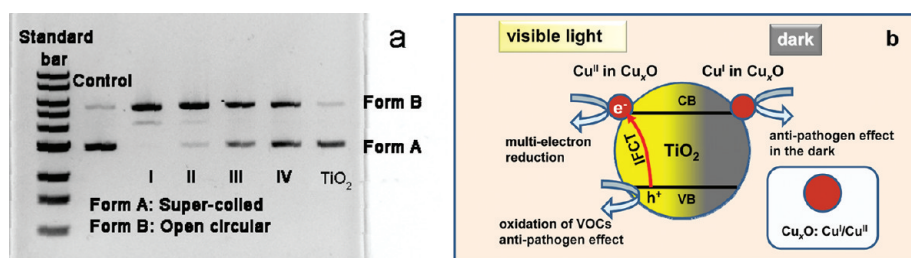 Standard
bar
a
Control
Form B
Form A
I II III IV TiO2
Form A: Super-coiled
Form B: Open circular
visible light
dark
b
CuII in CuxO
CuI in CuxO
e-
CB
multi-electron
reduction
IFCT
TiO2
anti-pathogen effect
in the dark
h+
VB
oxidation of VOCs
anti-pathogen effect
CuxO: CuI/CuII